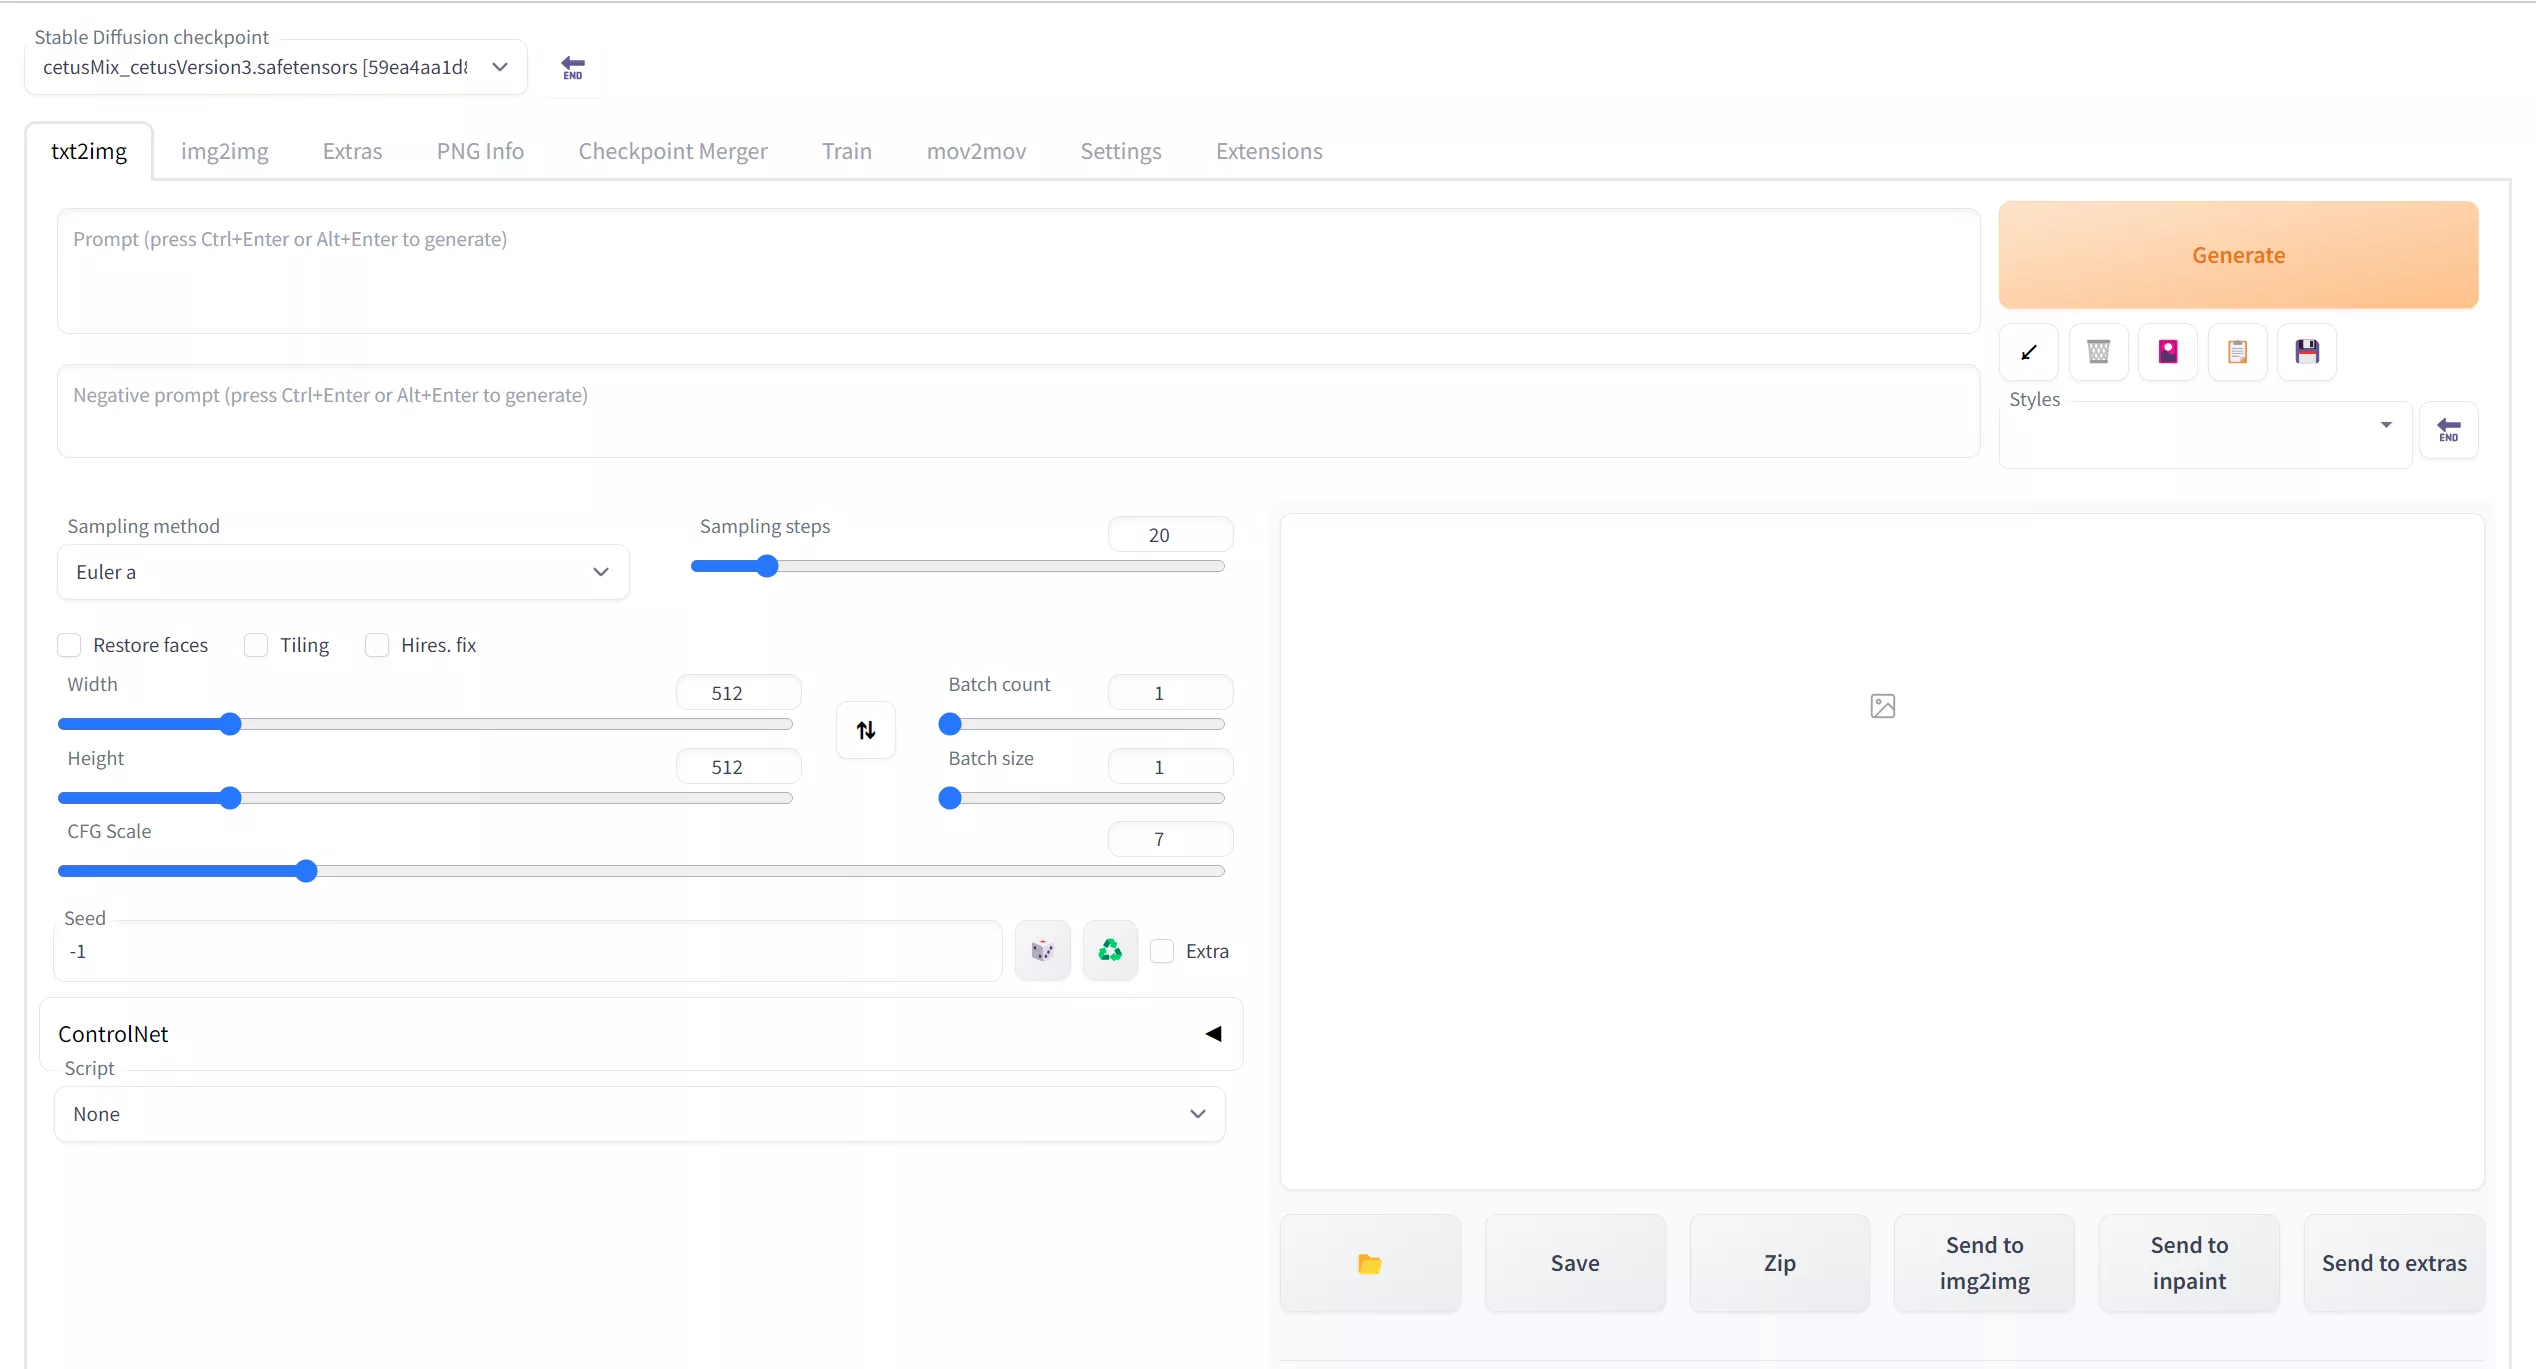 Stable Diffusion checkpoint
cetusMix_cetusVersion3.safetensors [59ea4aa1d
END
txt2img img2img Extras PNG Info Checkpoint Merger Train mov2mov Settings Extensions
Prompt (press Ctrl+Enter or Alt+Enter to generate)
Generate
Negative prompt (press Ctrl+Enter or Alt+Enter to generate)
Styles
END
Sampling method
Euler a
Sampling steps
20
Restore faces Tiling Hires. fix
Width
512
Batch count
1
Height
512
Batch size
1
CFG Scale
7
Seed
-1
Extra
ControlNet
Script
None
Save
Zip
Send to
img2img
Send to
inpaint
Send to extras